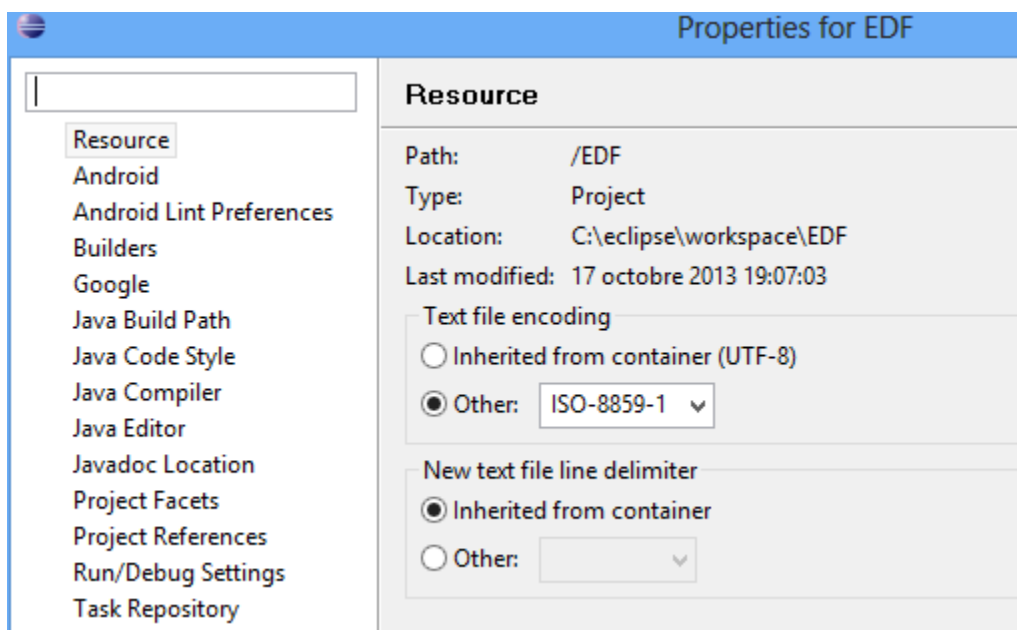 Properties for EDF
Resource
Android
Android Lint Preferences
Builders
Google
Java Build Path
Java Code Style
Java Compiler
Java Editor
Javadoc Location
Project Facets
Project References
Run/Debug Settings
Task Repository
Resource
Path: /EDF
Type: Project
Location: C:\eclipse\workspace\EDF
Last modified: 17 octobre 2013 19:07:03
Text file encoding
Inherited from container (UTF-8)
Other: ISO-8859-1
New text file line delimiter
Inherited from container
Other: